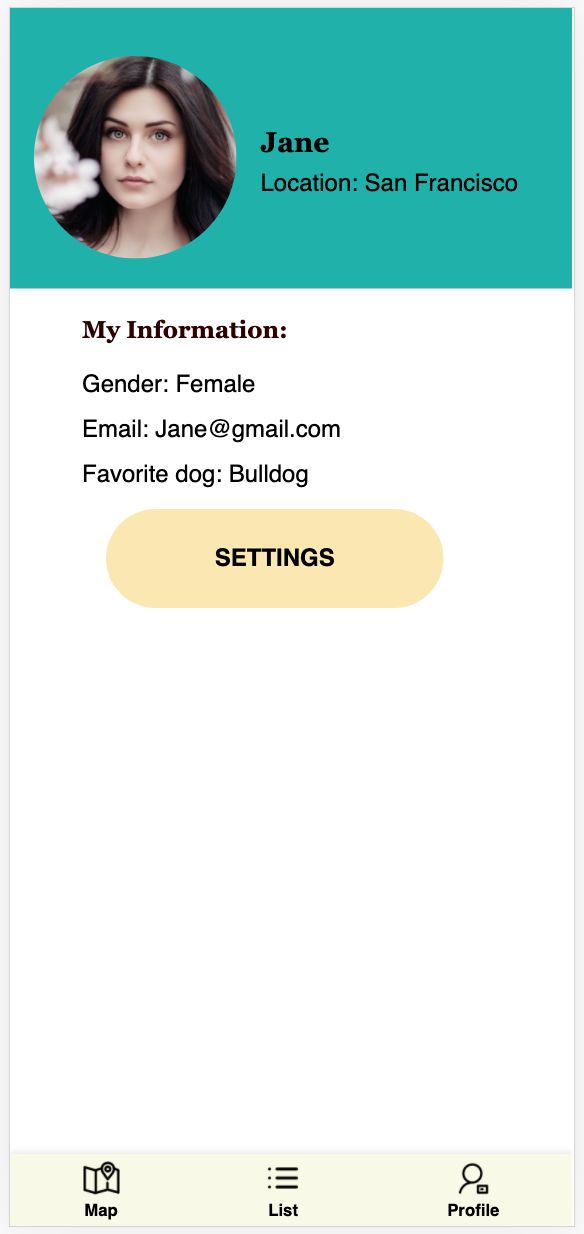 Jane
Location: San Francisco
My Information:
Gender: Female
Email: Jane@gmail.com
Favorite dog: Bulldog
SETTINGS
Map
List
Profile